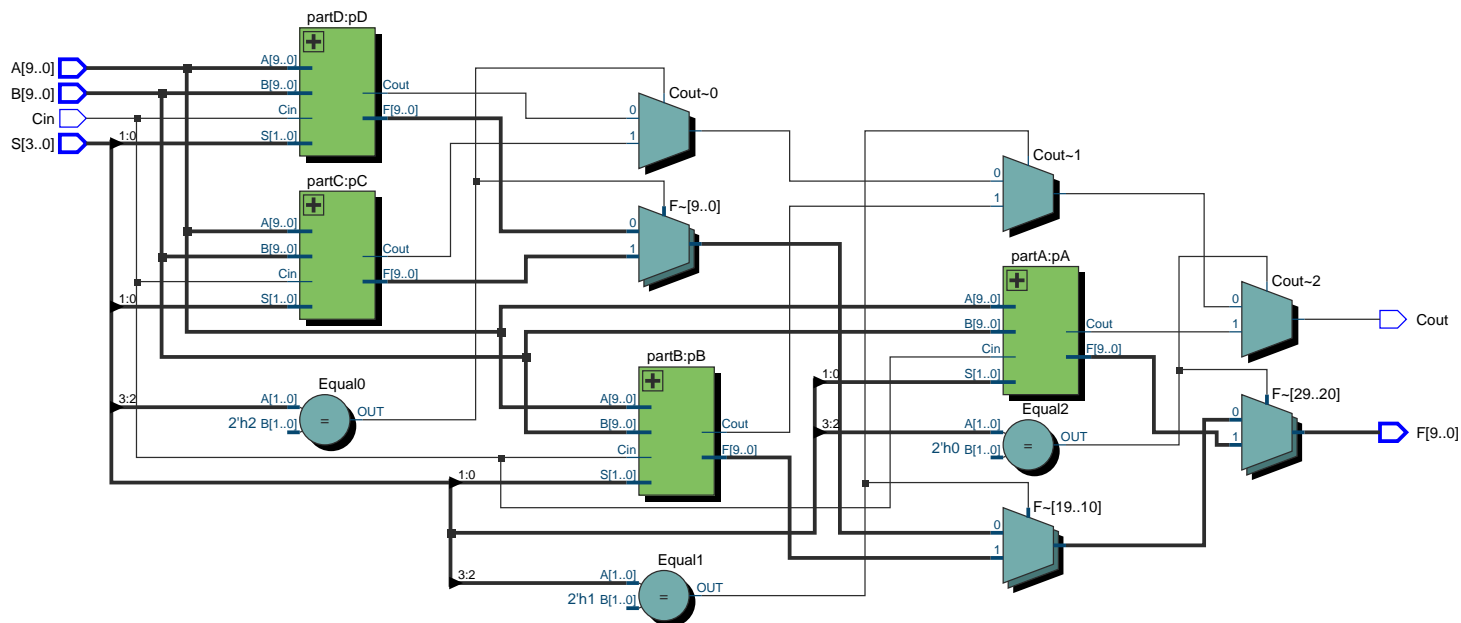 partD:pD
A[9..0]
B[9..0]
Cin
S[3..0]
1:0
A[9..0]
B[9..0]
Cin
S[1..0]
Cout
F[9..0]
Cout~0
0
1
partC:pC
A[9..0]
B[9..0]
Cin
S[1..0]
1:0
Cout
F[9..0]
F~[9..0]
0
1
Cout~1
0
1
partA:pA
A[9..0]
B[9..0]
Cin
S[1..0]
1:0
Cout
F[9..0]
Cout~2
0
1
Cout
partB:pB
A[9..0]
B[9..0]
Cin
S[1..0]
1:0
Cout
F[9..0]
Equal0
3:2
A[1..0]
2'h2 B[1..0]
=
OUT
Equal2
3:2
A[1..0]
2'h0 B[1..0]
=
OUT
F~[29..20]
0
1
F[9..0]
F~[19..10]
0
1
Equal1
3:2
A[1..0]
2'h1 B[1..0]
=
OUT